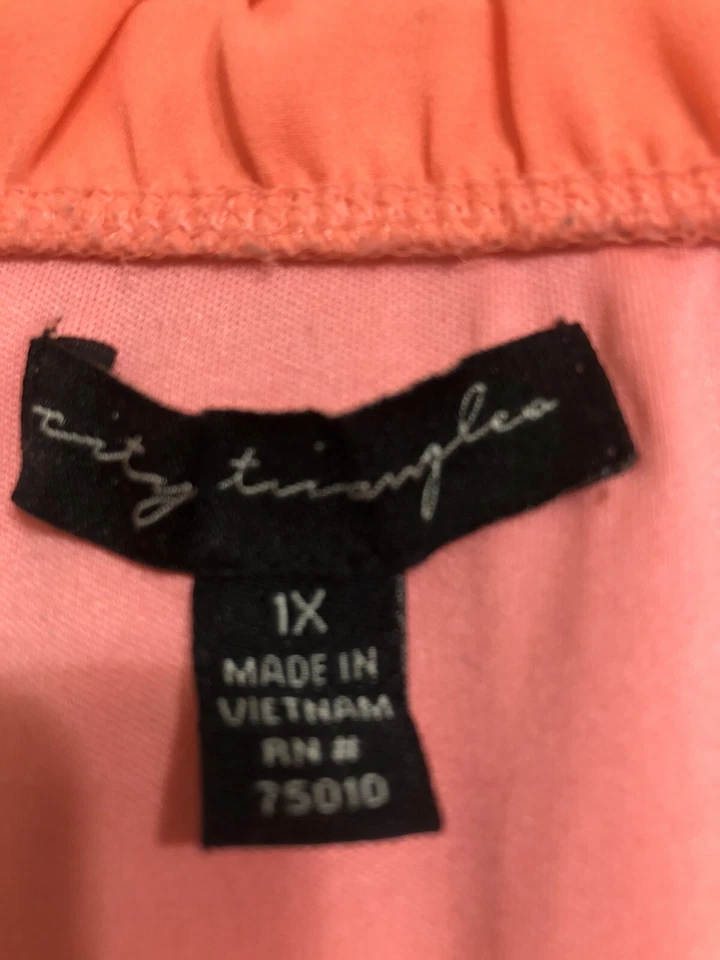 city triangles
1X
MADE IN
VIETNAM
RN #
75010